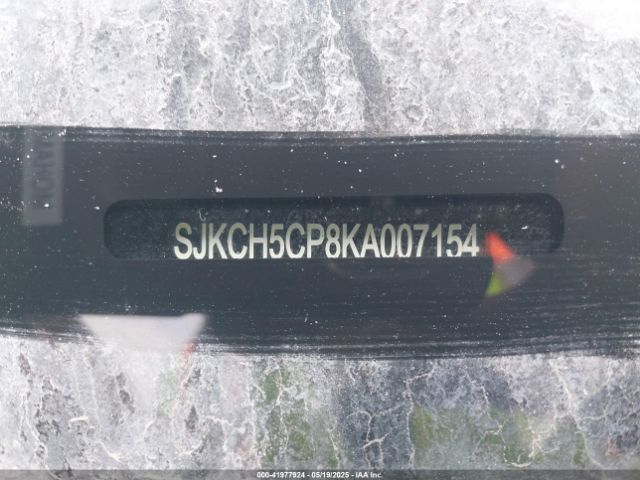 SJKCH5CP8KA007154
000-41977924 - 05/19/2025 - IAA Inc.